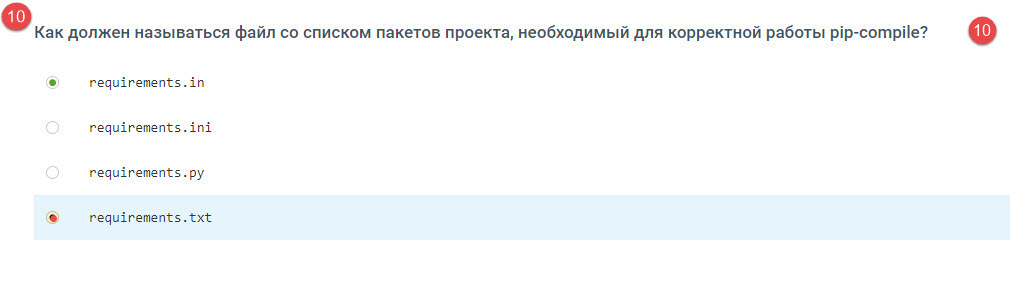 10
Как должен называться файл со списком пакетов проекта, необходимый для корректной работы pip-compile?
10
requirements.in
requirements.ini
requirements.py
requirements.txt